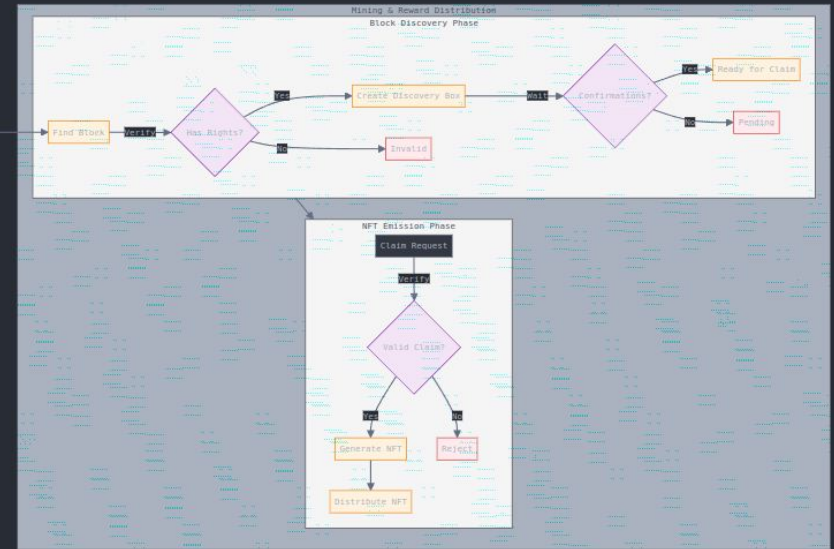 Mining & Reward Distribution
Block Discovery Phase
Find Block
Verify
Has Rights?
Yes
No
Create Discovery Box
Invalid
Wait
Confirmations?
Yes
No
Ready for Claim
Pending
NFT Emission Phase
Claim Request
Verify
Valid Claim?
Yes
No
Generate NFT
Reject
Distribute NFT